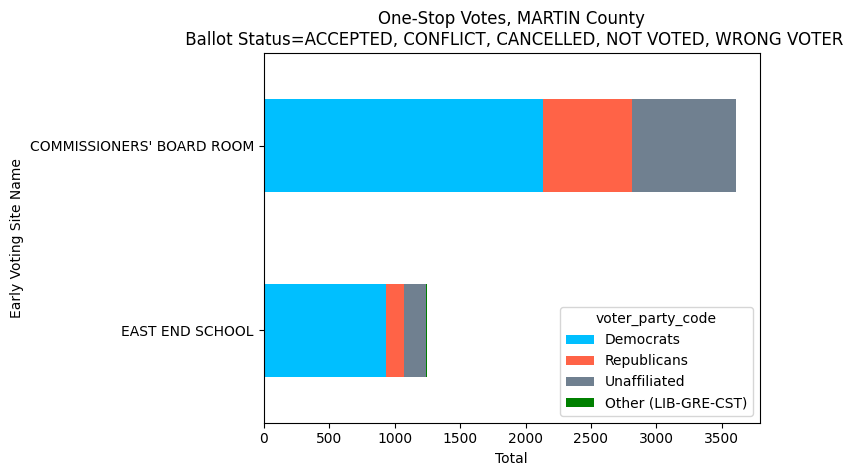 One-Stop Votes, MARTIN County
Ballot Status=ACCEPTED, CONFLICT, CANCELLED, NOT VOTED, WRONG VOTER
Early Voting Site Name
COMMISSIONERS' BOARD ROOM
EAST END SCHOOL
voter_party_code
Democrats
Republicans
Unaffiliated
Other (LIB-GRE-CST)
0 500 1000 1500 2000 2500 3000 3500
Total